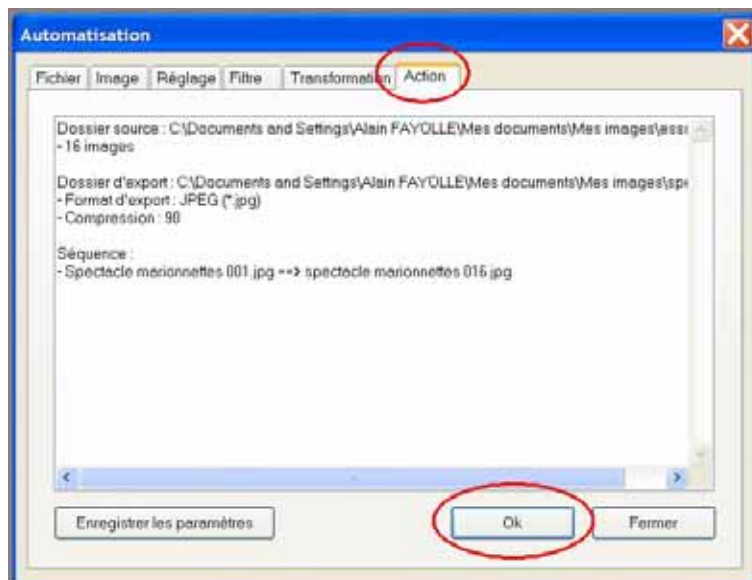 Automatisation
Fichier Image Réglage Filtre Transformation Action
Dossier source : C:\Documents and Settings\Alain FAYOLLE\Mes documents\Mes images\
- 16 images
Dossier d'export : C:\Documents and Settings\Alain FAYOLLE\Mes documents\Mes images\spe
- Format d'export : JPEG (*.jpg)
- Compression : 90
Séquence :
- Spectacle marionnettes 001.jpg ==> spectacle marionnettes 016.jpg
Enregistrer les paramètres Ok Fermer